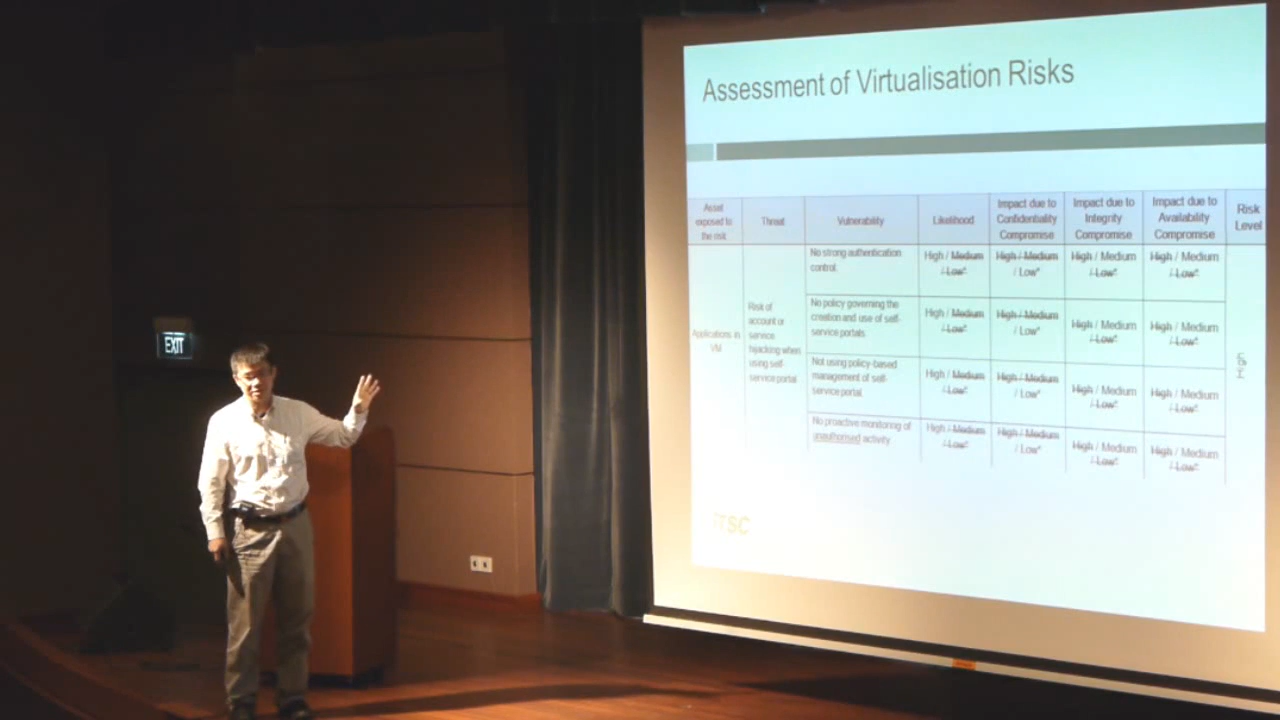 Assessment of Virtualisation Risks
Asset
exposed to
the risk
Threat
Vulnerability
Likelihood
Impact due to
Confidentiality
Compromise
Impact due to
Integrity
Compromise
Impact due to
Availability
Compromise
Risk
Level
Applications in
VM
Risk of
account or
service
hijacking when
using self-
service portal
No strong authentication
control.
High / Medium
/ Low*
High / Medium
/ Low*
High / Medium
/ Low*
High / Medium
/ Low*
No policy governing the
creation and use of self-
service portals.
High / Medium
/ Low*
High / Medium
/ Low*
High / Medium
/ Low*
High / Medium
/ Low*
Not using policy-based
management of self-
service portal
High / Medium
/ Low*
High / Medium
/ Low*
High / Medium
/ Low*
High / Medium
/ Low*
No proactive monitoring of
unauthorised activity
High / Medium
/ Low*
High / Medium
/ Low*
High / Medium
/ Low*
High / Medium
/ Low*
High
iTSC
EXIT